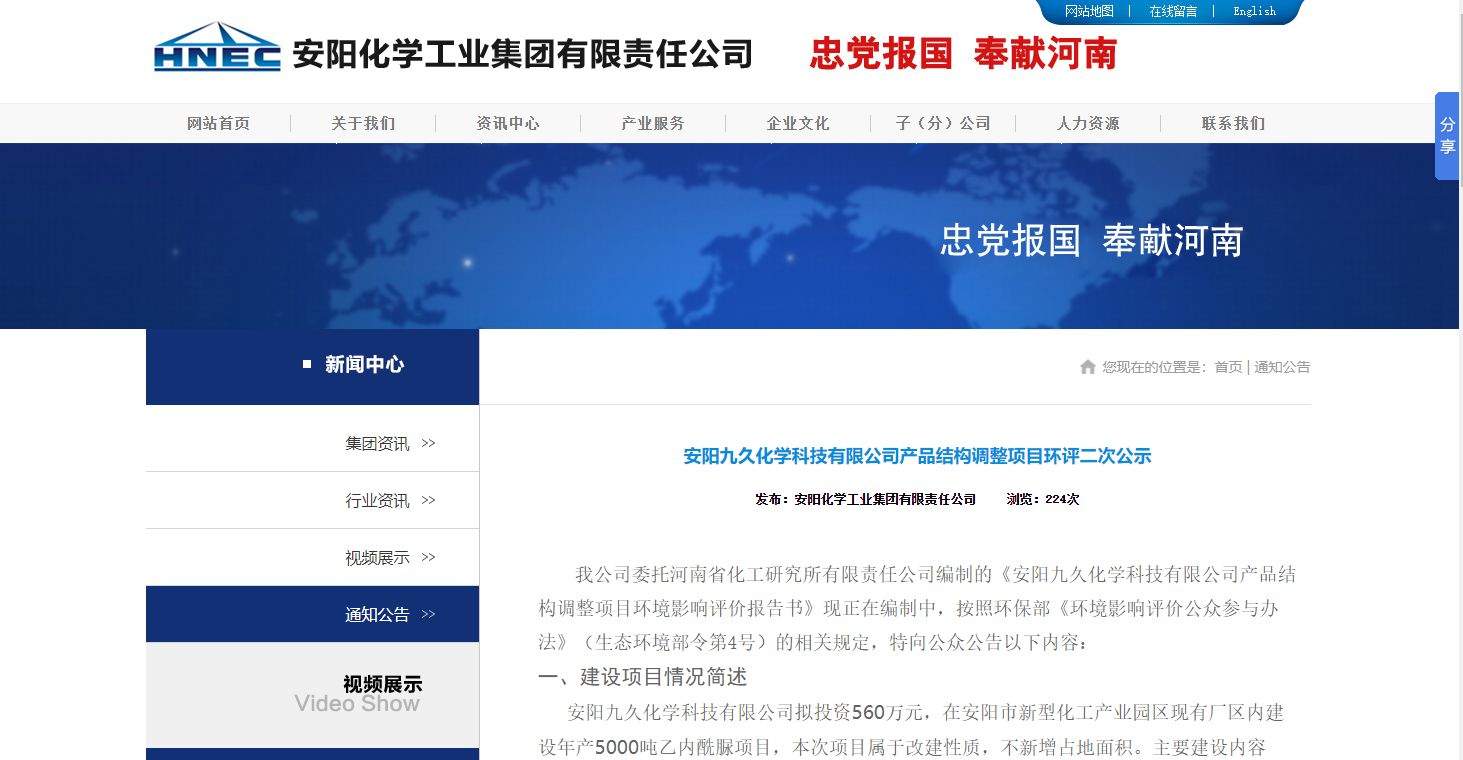 网站地图 | 在线留言 | English
HNEC 安阳化学工业集团有限责任公司 忠党报国 奉献河南
网站首页 关于我们 资讯中心 产业服务 企业文化 子（分）公司 人力资源 联系我们
分享
忠党报国 奉献河南
新闻中心
您现在的位置是：首页 | 通知公告
集团资讯 >>
行业资讯 >>
视频展示 >>
通知公告 >>
视频展示
Video Show
安阳九久化学科技有限公司产品结构调整项目环评二次公示
发布：安阳化学工业集团有限责任公司 浏览：224次
我公司委托河南省化工研究所有限责任公司编制的《安阳九久化学科技有限公司产品结
构调整项目环境影响评价报告书》现正在编制中，按照环保部《环境影响评价公众参与办
法》（生态环境部令第4号）的相关规定，特向公众公告以下内容：
一、建设项目情况简述
安阳九久化学科技有限公司拟投资560万元，在安阳市新型化工产业园区现有厂区内建
设年产5000吨乙内酰脲项目，本次项目属于改建性质，不新增占地面积。主要建设内容